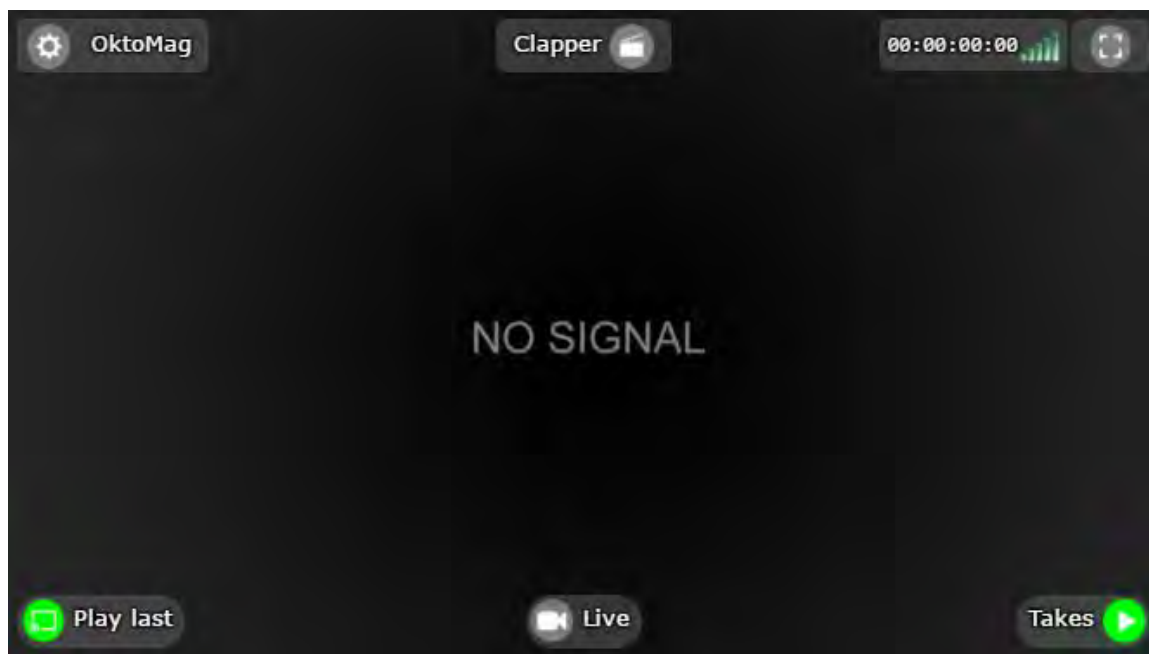 OktoMag
Clapper
00:00:00:00
NO SIGNAL
Play last
Live
Takes